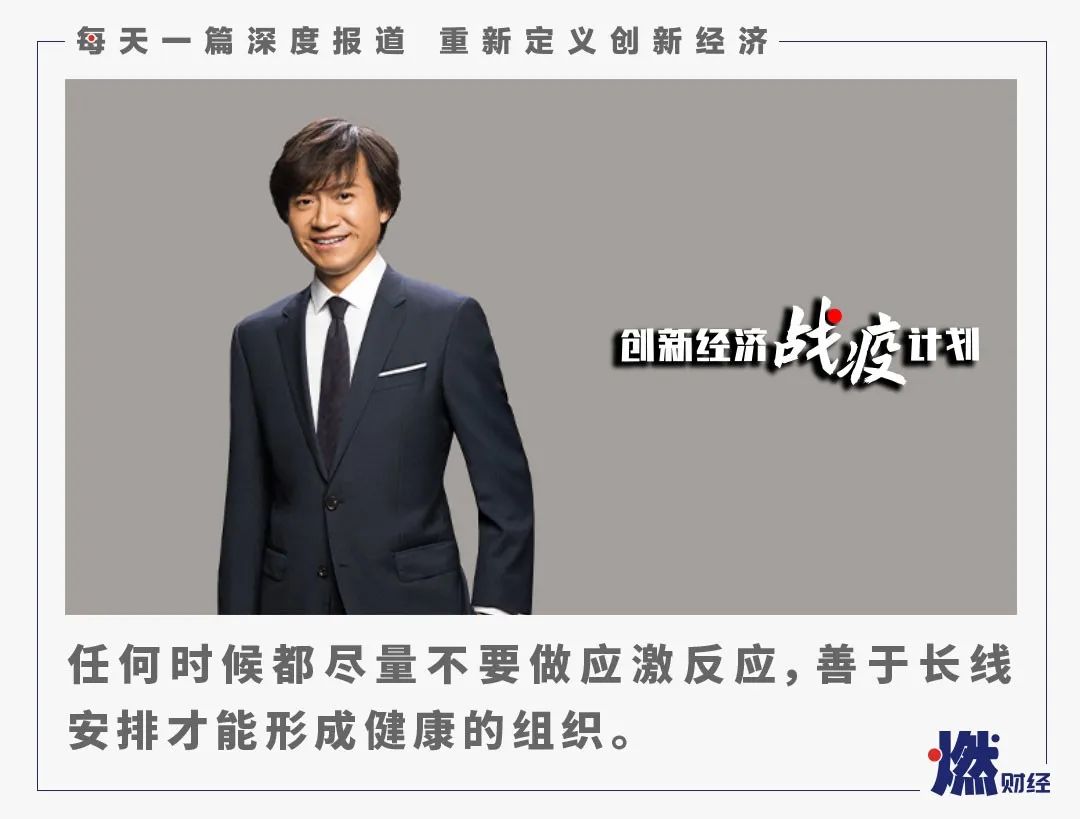 每天一篇深度报道 重新定义创新经济
创新经济战疫计划
任何时候都尽量不要做应激反应,善于长线
安排才能形成健康的组织。
燃财经